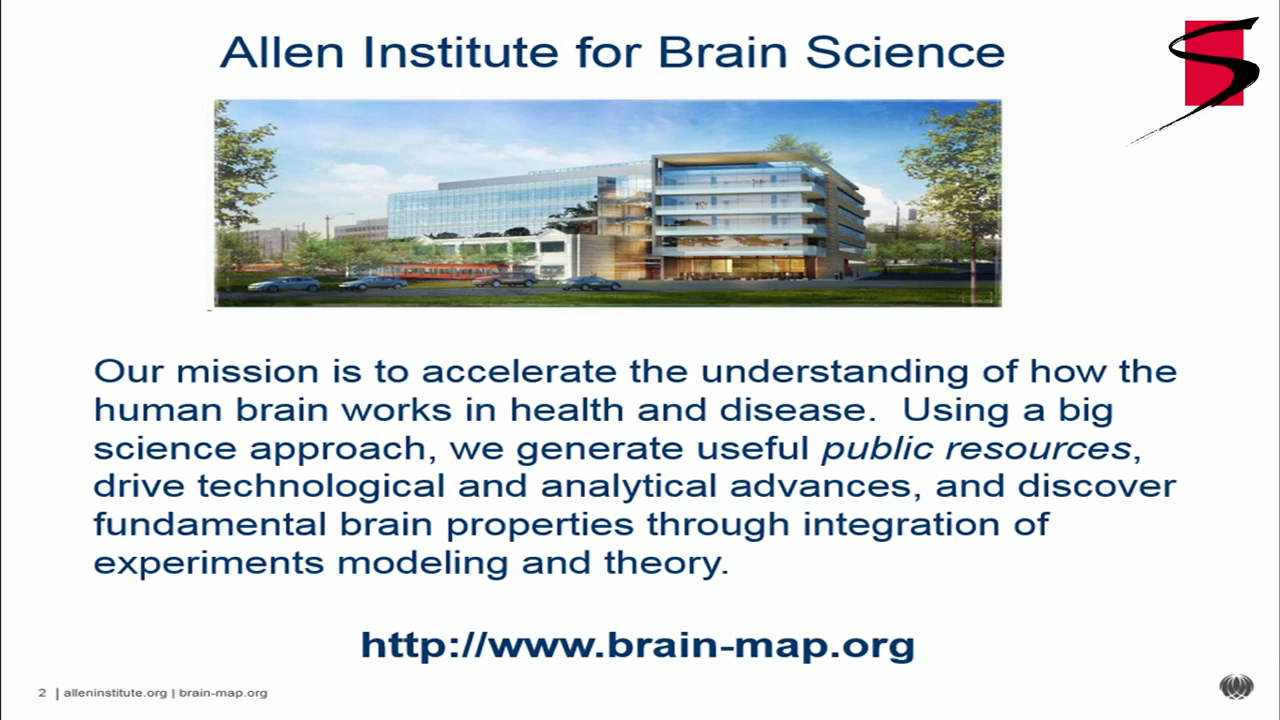 Allen Institute for Brain Science
Our mission is to accelerate the understanding of how the
human brain works in health and disease.  Using a big
science approach, we generate useful public resources,
drive technological and analytical advances, and discover
fundamental brain properties through integration of
experiments modeling and theory.
http://www.brain-map.org
2 | alleninstitute.org | brain-map.org